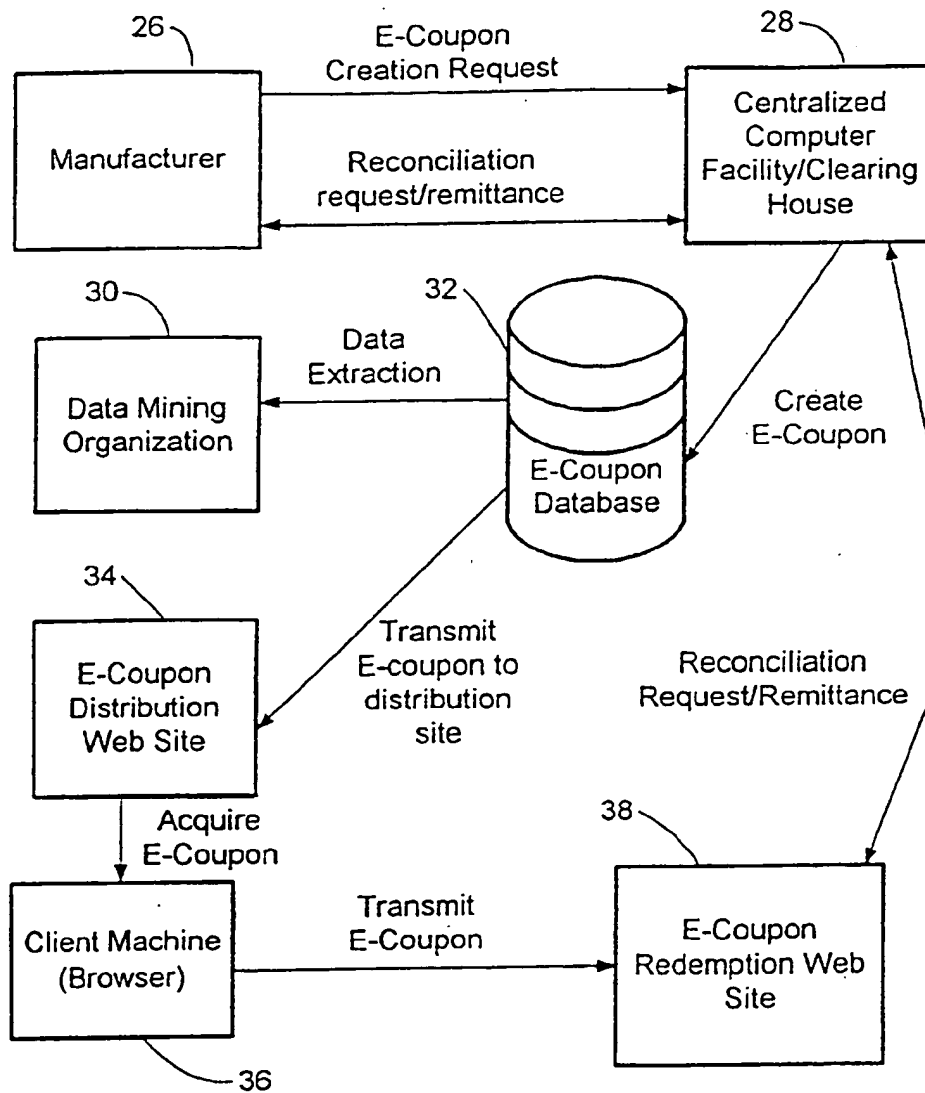 26
E-Coupon
Creation Request
28
Manufacturer
Centralized
Computer
Facility/Clearing
House
Reconciliation
request/remittance
30
32
Data
Extraction
Data Mining
Organization
E-Coupon
Database
Create
E-Coupon
34
E-Coupon
Distribution
Web Site
Transmit
E-coupon to
distribution
site
Reconciliation
Request/Remittance
Acquire
E-Coupon
38
Client Machine
(Browser)
Transmit
E-Coupon
E-Coupon
Redemption Web
Site
36